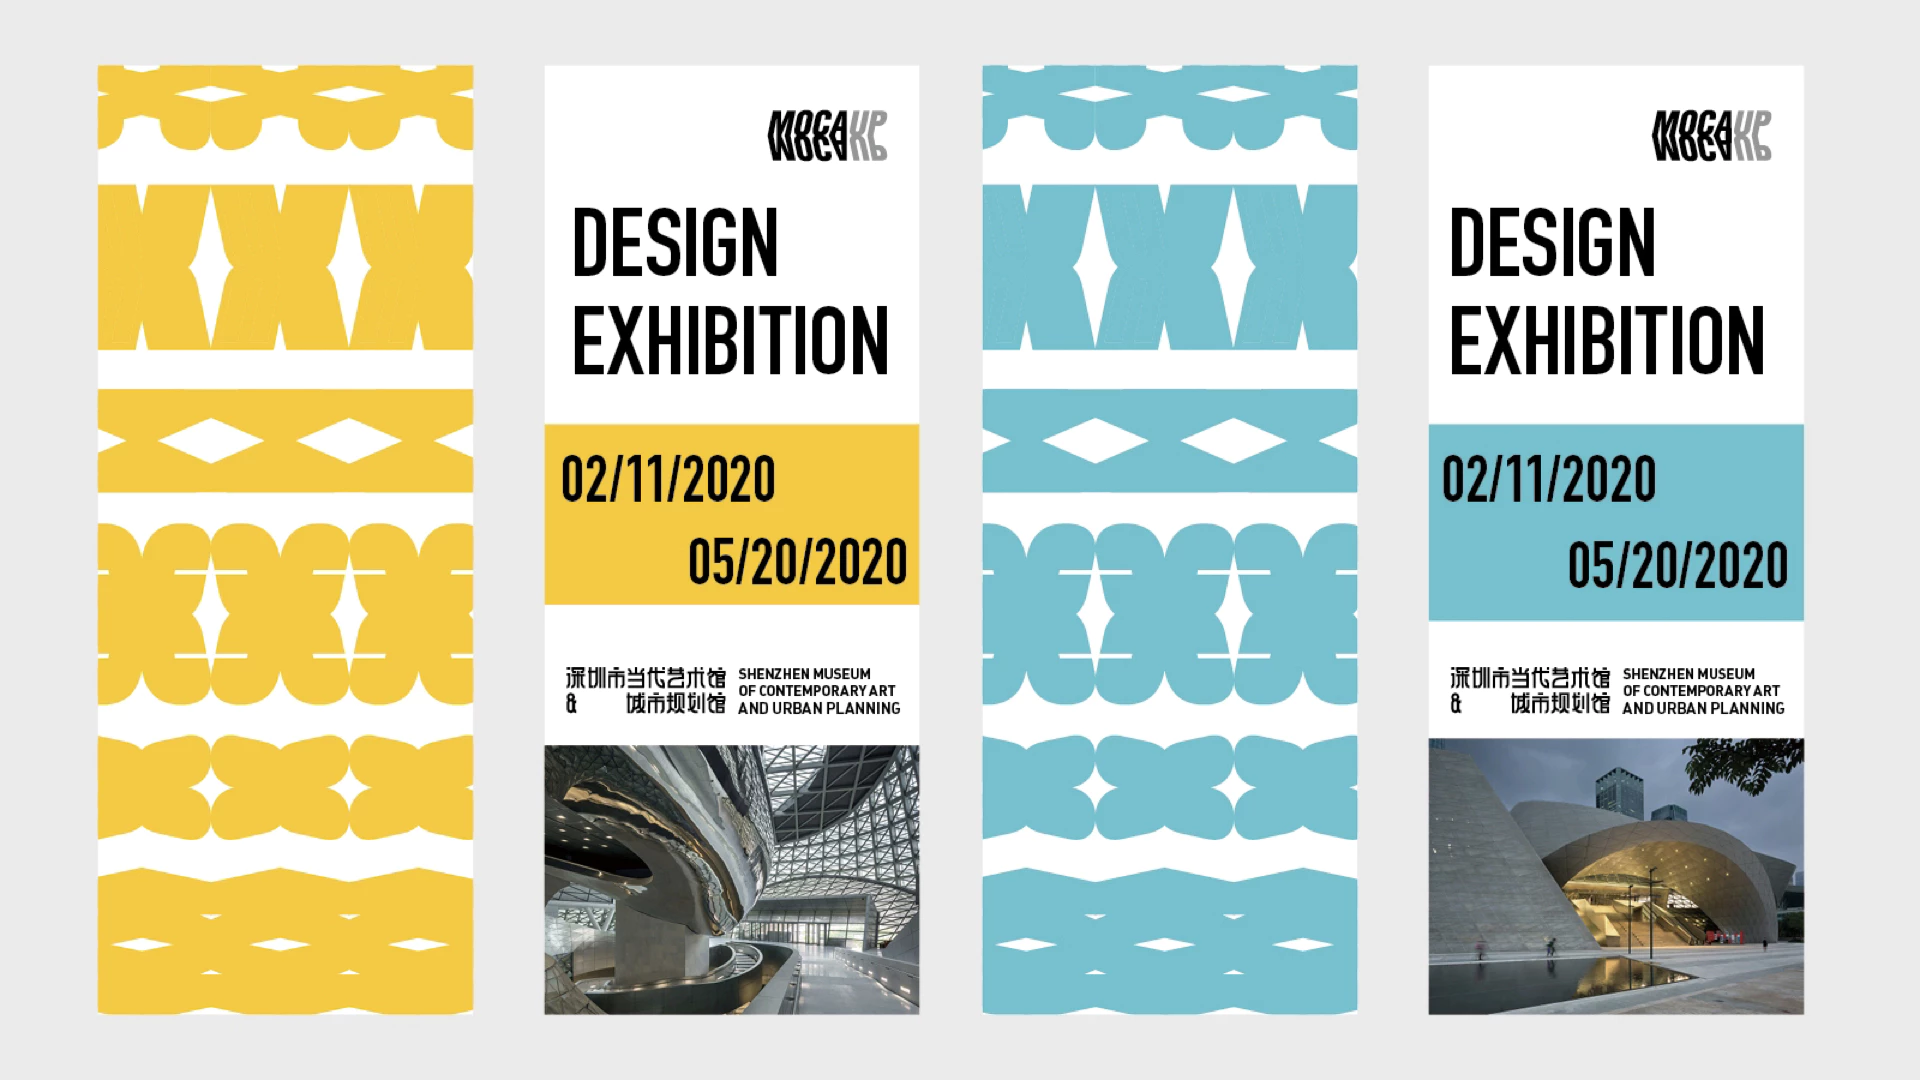 MOCAUP
DESIGN
EXHIBITION
02/11/2020
05/20/2020
深圳市当代艺术馆
& 城市规划馆
SHENZHEN MUSEUM
OF CONTEMPORARY ART
AND URBAN PLANNING
MOCAUP
DESIGN
EXHIBITION
02/11/2020
05/20/2020
深圳市当代艺术馆
& 城市规划馆
SHENZHEN MUSEUM
OF CONTEMPORARY ART
AND URBAN PLANNING